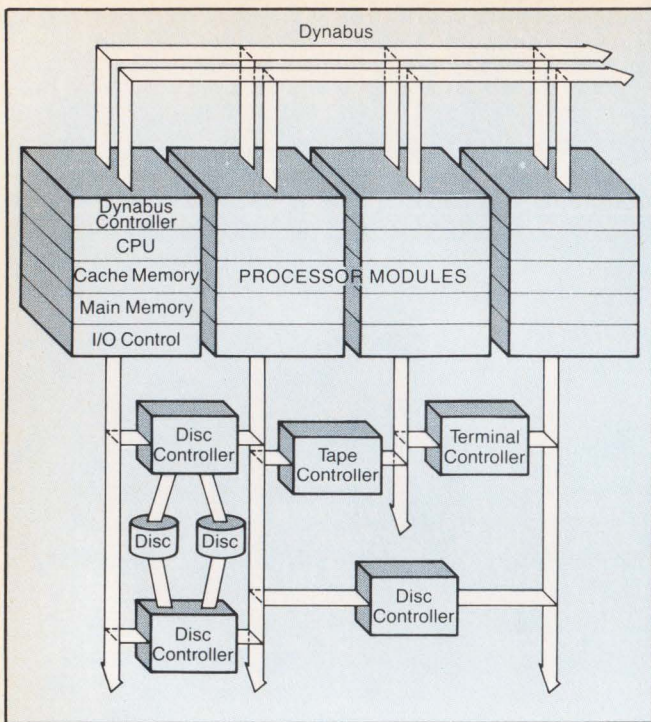 Dynabus
Dynabus
Controller
CPU
Cache Memory
Main Memory
I/O Control
PROCESSOR MODULES
Disc
Controller
Tape
Controller
Terminal
Controller
Disc
Disc
Disc
Controller
Disc
Controller